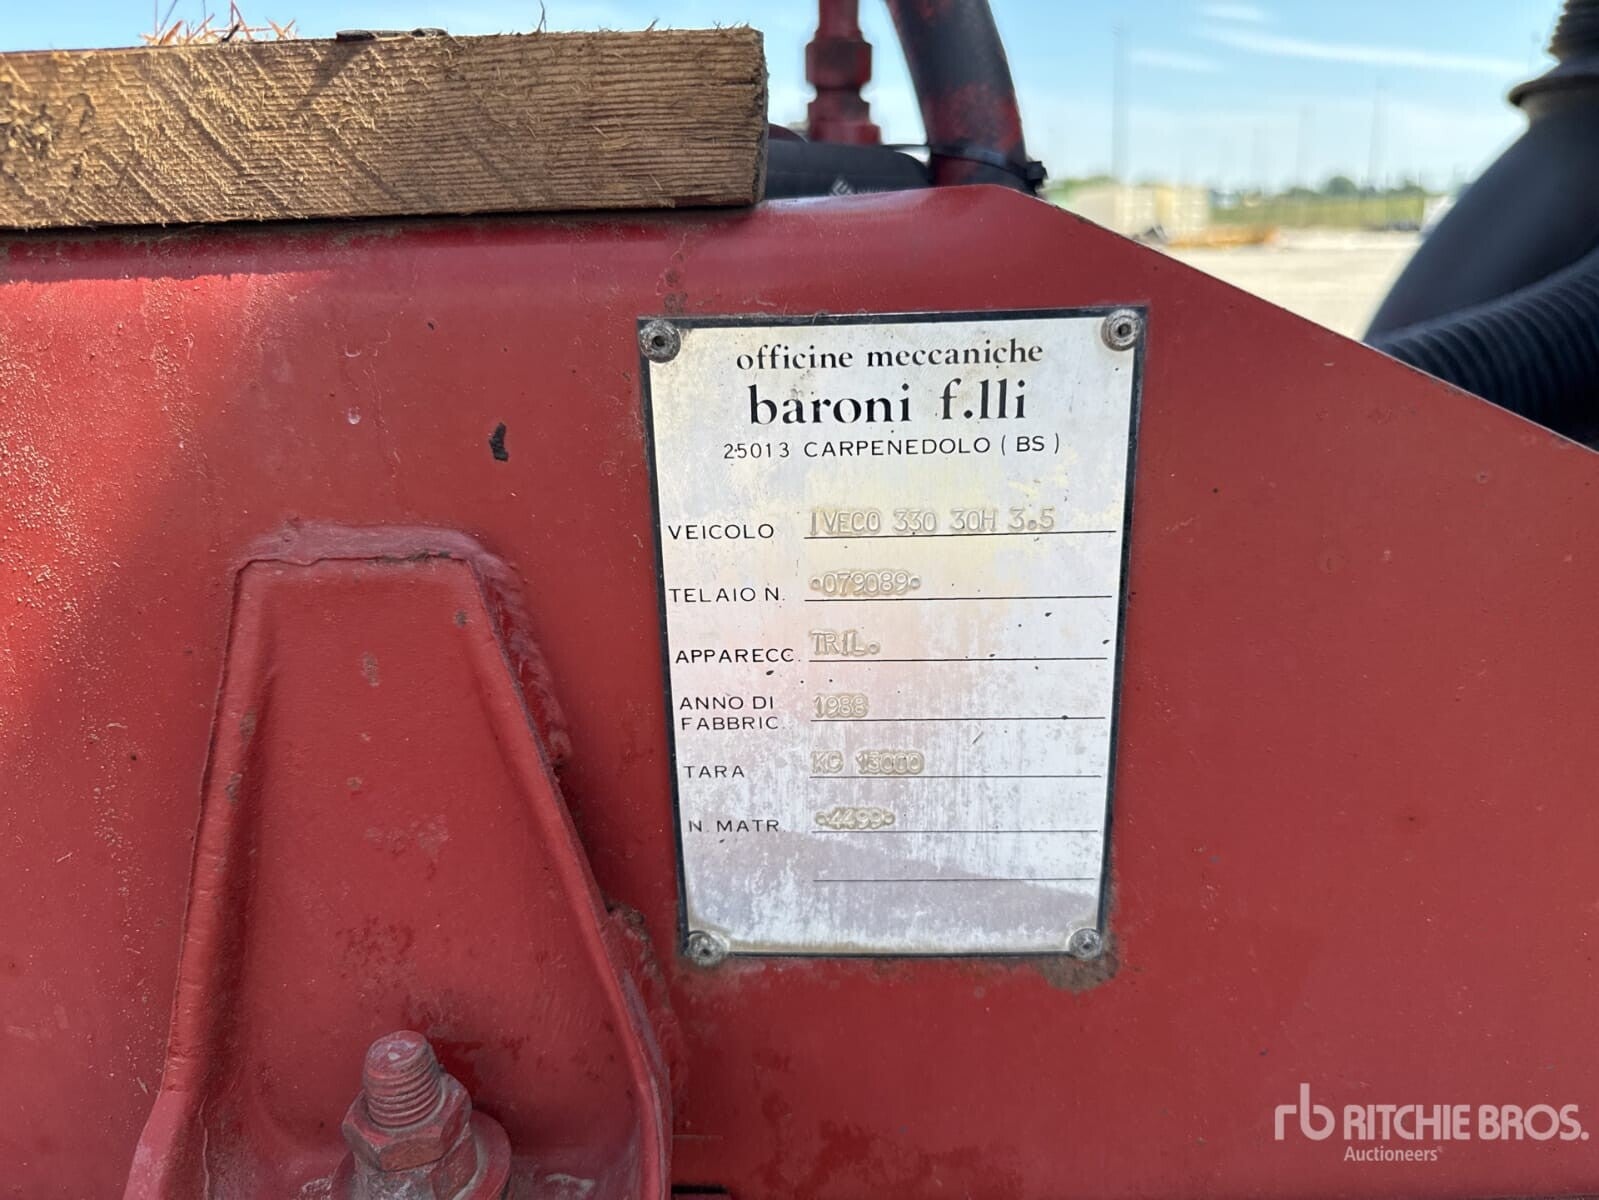 officine meccaniche
baroni f.lli
25013 CARPENEDOLO ( BS )
VEICOLO IVECO 330 30H 3.5
TELAIO N. •079089•
APPARECC. TRIL.
ANNO DI
FABBRIC. 1988
TARA KG 13000
N. MATR. •4499•
rb RITCHIE BROS.
Auctioneers